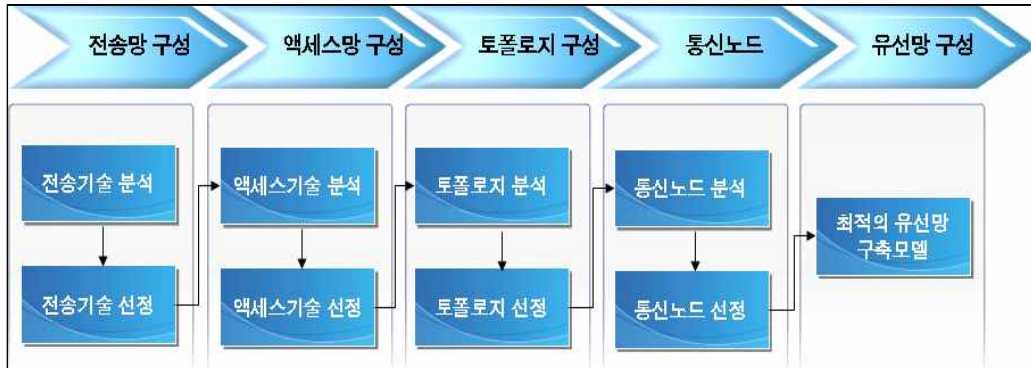 전송망 구성
액세스망 구성
토폴로지 구성
통신노드
유선망 구성
전송기술 분석
전송기술 선정
액세스기술 분석
액세스기술 선정
토폴로지 분석
토폴로지 선정
통신노드 분석
통신노드 선정
최적의 유선망
구축모델